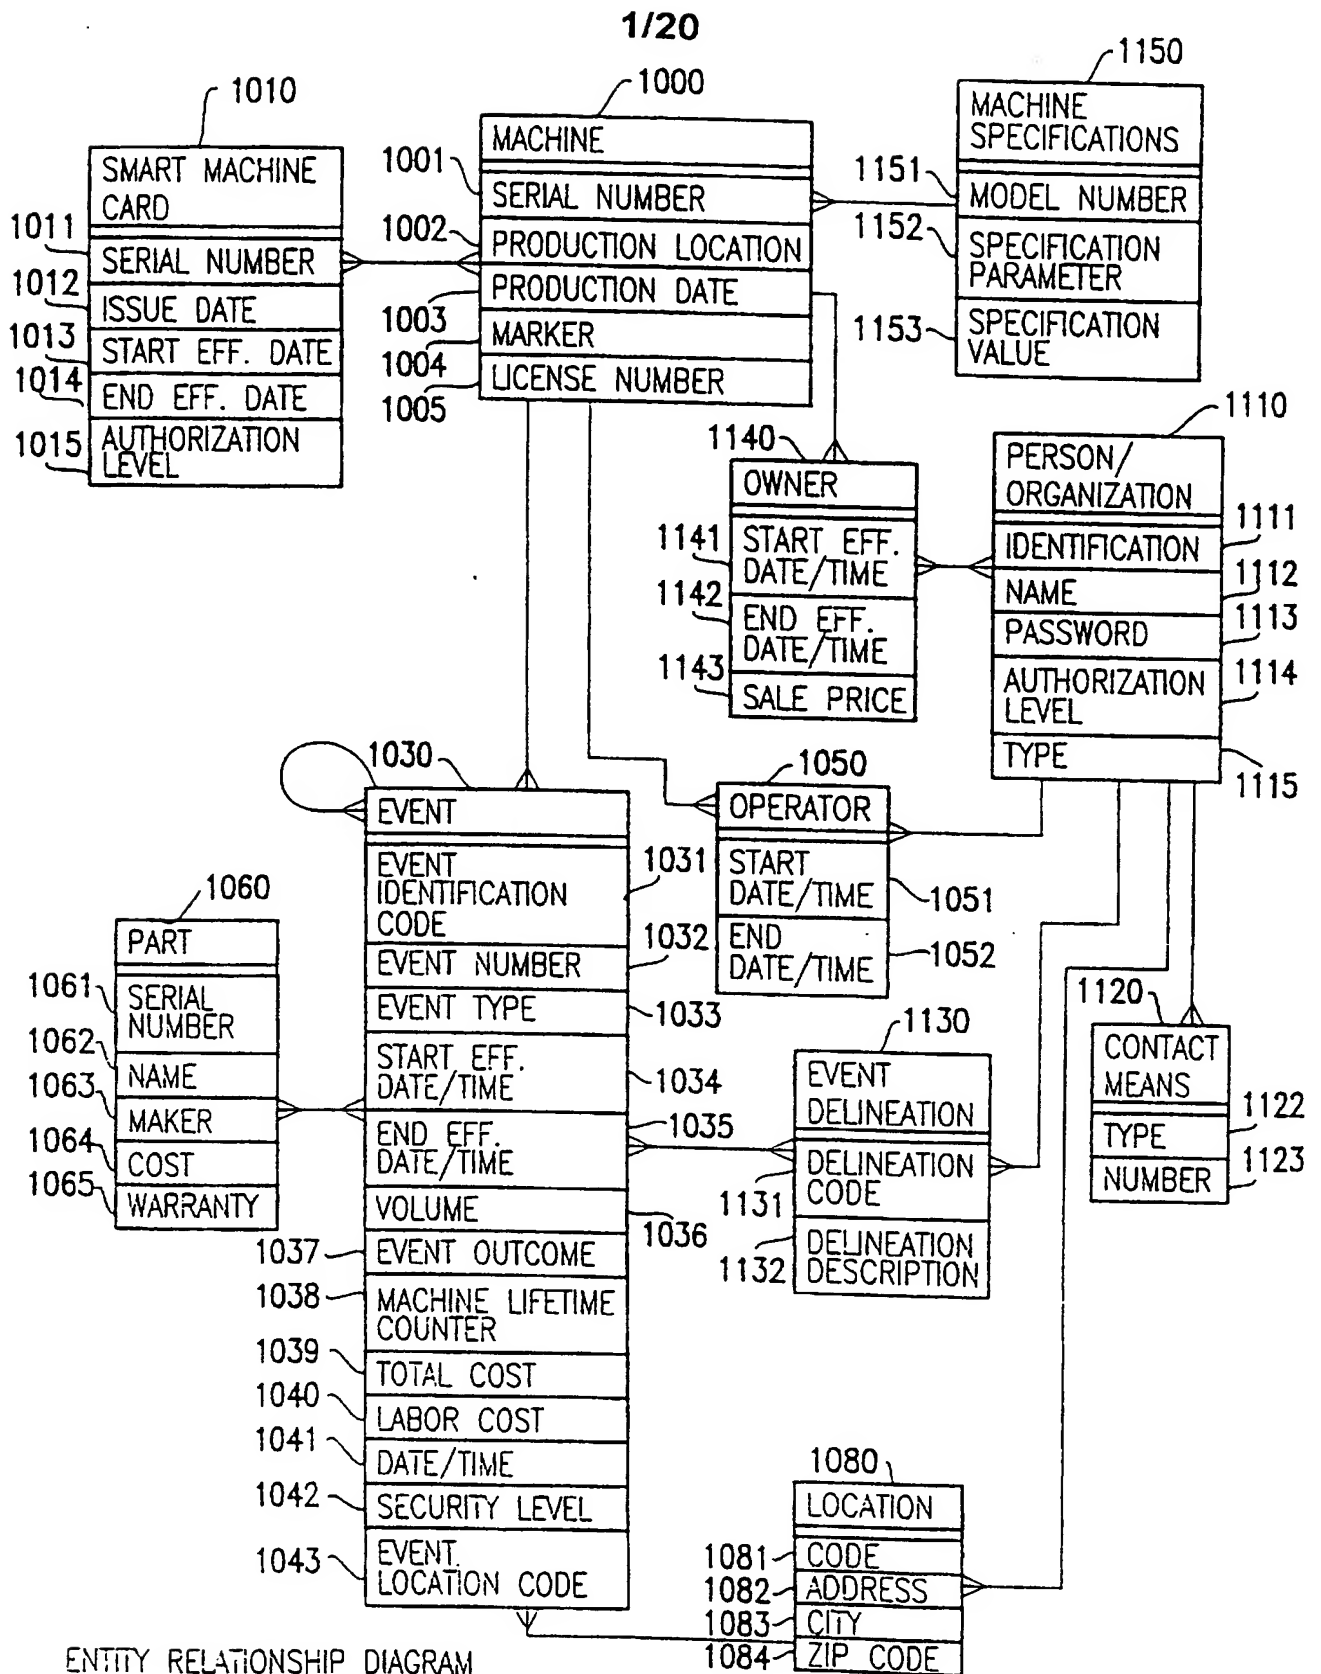 1/20
1010
SMART MACHINE
CARD
1011
SERIAL NUMBER
1012
ISSUE DATE
1013
START EFF. DATE
1014
END EFF. DATE
1015
AUTHORIZATION
LEVEL
1000
MACHINE
1001
SERIAL NUMBER
1002
PRODUCTION LOCATION
PRODUCTION DATE
1003
MARKER
1004
LICENSE NUMBER
1005
1150
MACHINE
SPECIFICATIONS
1151
MODEL NUMBER
1152
SPECIFICATION
PARAMETER
1153
SPECIFICATION
VALUE
1140
OWNER
1141
START EFF.
DATE/TIME
1142
END EFF.
DATE/TIME
1143
SALE PRICE
1110
PERSON/
ORGANIZATION
1111
IDENTIFICATION
1112
NAME
1113
PASSWORD
AUTHORIZATION
LEVEL
1114
TYPE
1115
1030
EVENT
EVENT
IDENTIFICATION
CODE
1031
EVENT NUMBER
1032
EVENT TYPE
1033
START EFF.
DATE/TIME
1034
END EFF.
DATE/TIME
1035
VOLUME
1036
1037
EVENT OUTCOME
1038
MACHINE LIFETIME
COUNTER
1039
TOTAL COST
1040
LABOR COST
1041
DATE/TIME
1042
SECURITY LEVEL
1043
EVENT.
LOCATION CODE
1050
OPERATOR
START
DATE/TIME
1051
END
DATE/TIME
1052
1060
PART
1061
SERIAL
NUMBER
1062
NAME
1063
MAKER
1064
COST
1065
WARRANTY
1130
EVENT
DELINEATION
DELINEATION
CODE
1131
DELINEATION
DESCRIPTION
1132
1120
CONTACT
MEANS
1122
TYPE
1123
NUMBER
1080
LOCATION
1081
CODE
1082
ADDRESS
1083
CITY
1084
ZIP CODE
ENTITY RELATIONSHIP DIAGRAM